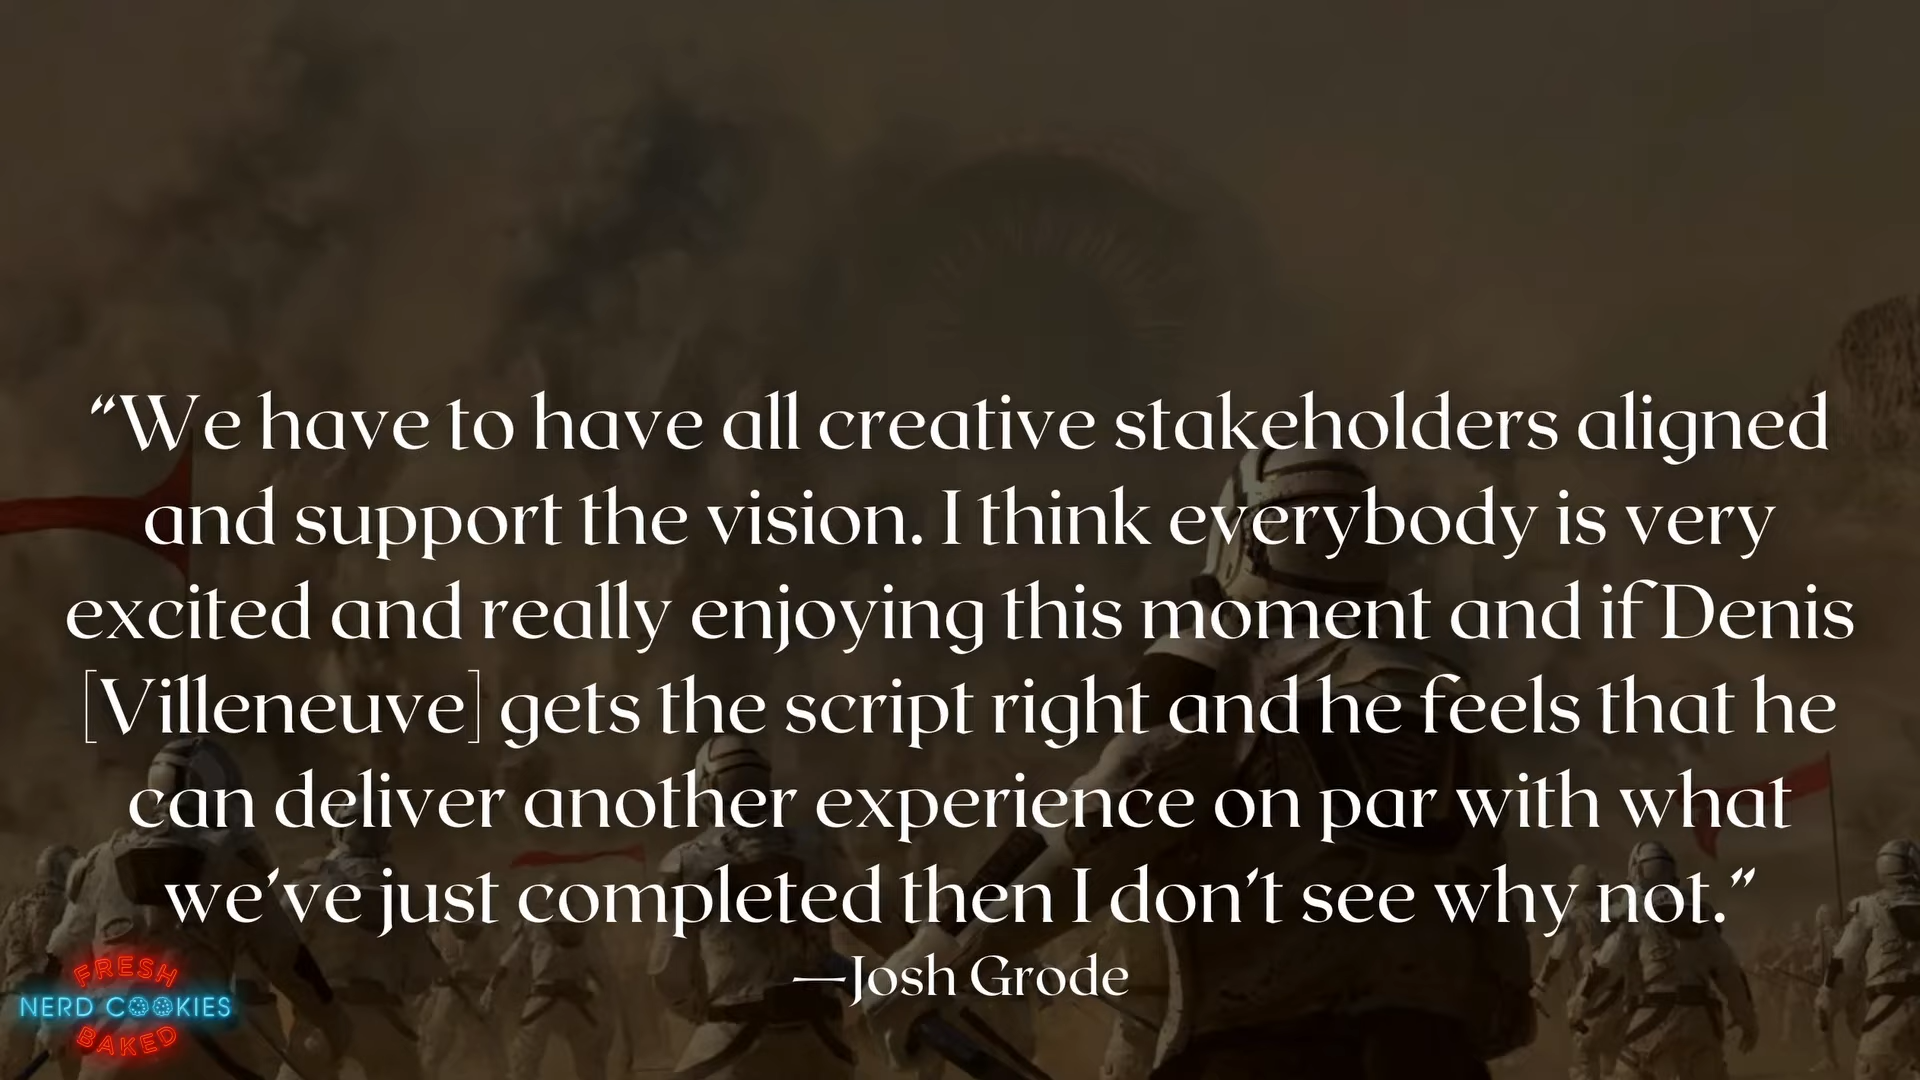 “We have to have all creative stakeholders aligned
and support the vision. I think everybody is very
excited and really enjoying this moment and if Denis
[Villeneuve] gets the script right and he feels that he
can deliver another experience on par with what
we’ve just completed then I don’t see why not.”
—Josh Grode
FRESH
NERD COOKIES
BAKED